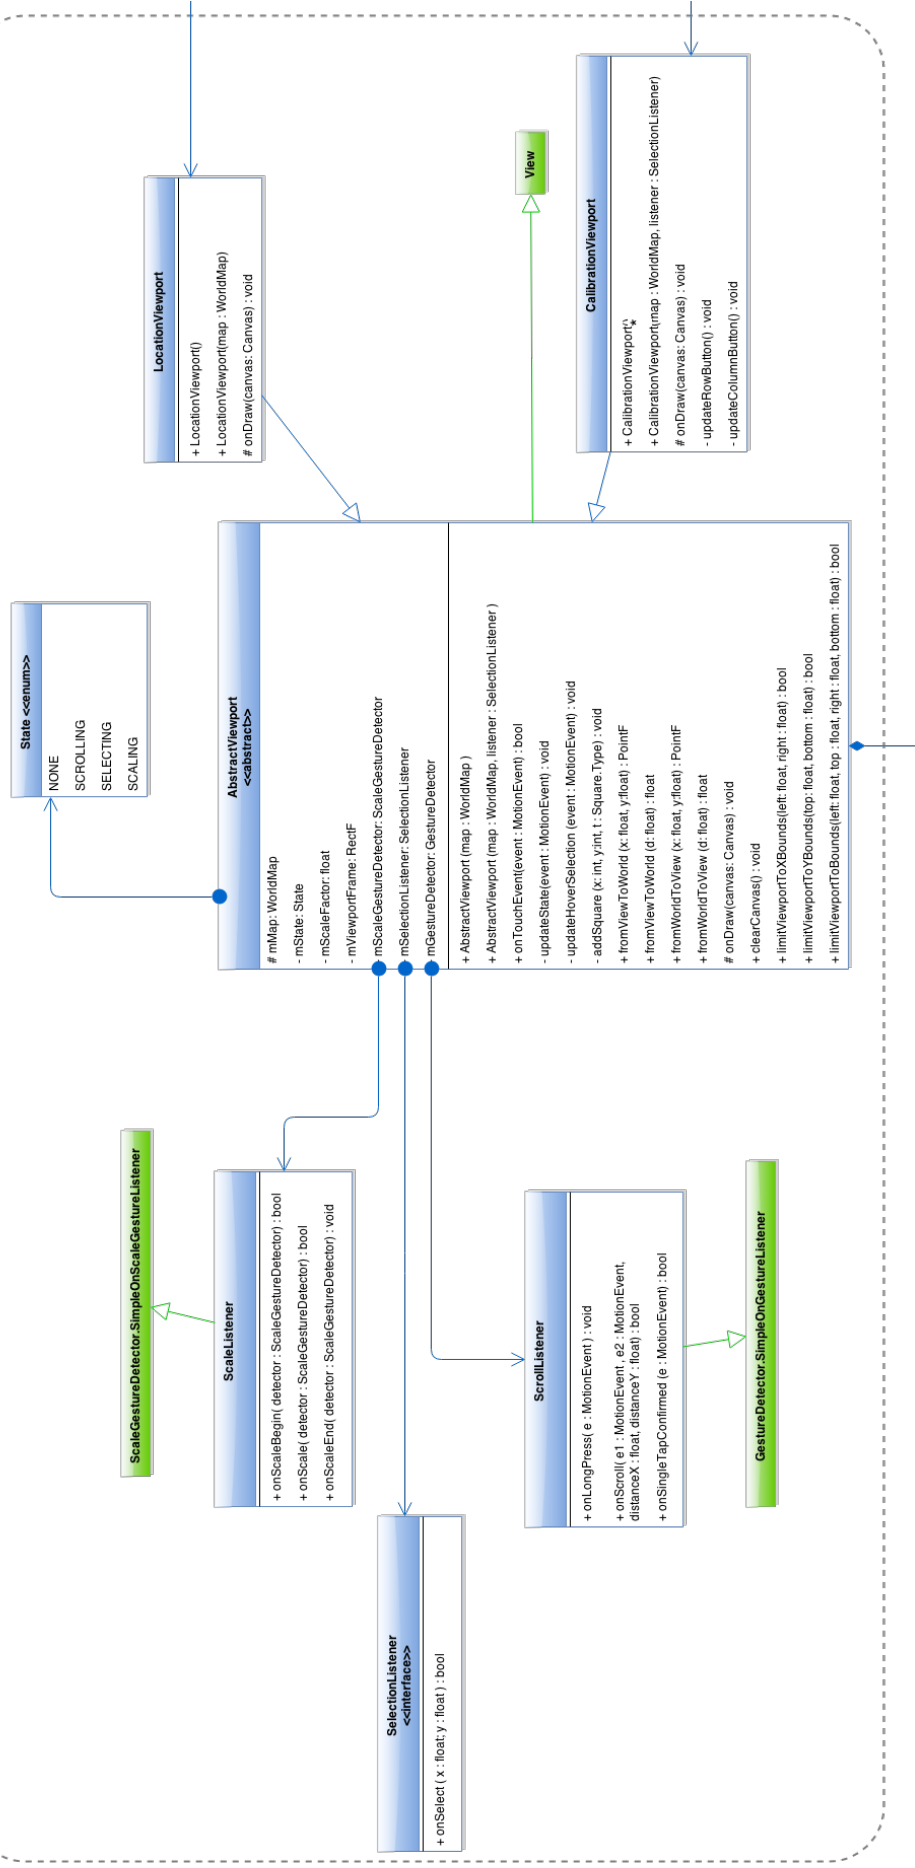 State <<enum>>
NONE
SCROLLING
SELECTING
SCALING
LocationViewport
+ LocationViewport()
+ LocationViewport(map : WorldMap)
# onDraw(canvas: Canvas) : void
ScaleGestureDetector.SimpleOnScaleGestureListener
ScaleListener
+ onScaleBegin( detector : ScaleGestureDetector) : bool
+ onScale( detector : ScaleGestureDetector) : bool
+ onScaleEnd( detector : ScaleGestureDetector) : void
AbstractViewport
<<abstract>>
# mMap: WorldMap
- mState: State
- mScaleFactor: float
- mViewportFrame: RectF
- mScaleGestureDetector: ScaleGestureDetector
- mSelectionListener: SelectionListener
- mGestureDetector: GestureDetector
+ AbstractViewport (map : WorldMap )
+ AbstractViewport (map : WorldMap, listener : SelectionListener )
+ onTouchEvent(event : MotionEvent) : bool
- updateState(event : MotionEvent) : void
- updateHoverSelection (event : MotionEvent) : void
- addSquare (x: int, y:int, t : Square.Type) : void
+ fromViewToWorld (x: float, y:float) : PointF
+ fromViewToWorld (d: float) : float
+ fromWorldToView (x: float, y:float) : PointF
+ fromWorldToView (d: float) : float
# onDraw(canvas: Canvas) : void
+ clearCanvas() : void
+ limitViewportToXBounds(left: float, right : float) : bool
+ limitViewportToYBounds(top: float, bottom : float) : bool
+ limitViewportToBounds(left: float, top : float, right : float, bottom : float) : bool
SelectionListener
<<interface>>
+ onSelect ( x : float; y : float ) : bool
View
CalibrationViewport
+ CalibrationViewport()
+ CalibrationViewport(map : WorldMap, listener : SelectionListener)
# onDraw(canvas: Canvas) : void
- updateRowButton() : void
- updateColumnButton() : void
ScrollListener
+ onLongPress( e : MotionEvent ) : void
+ onScroll( e1 : MotionEvent , e2 : MotionEvent,
distanceX : float, distanceY : float) : bool
+ onSingleTapConfirmed (e : MotionEvent) : bool
GestureDetector.SimpleOnGestureListener